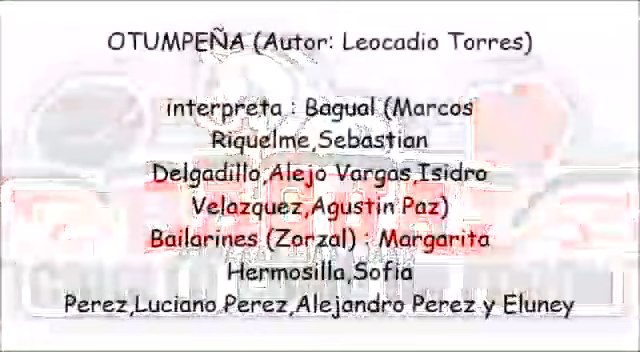 OTUMPEÑA (Autor: Leocadio Torres)
interpreta : Bagual (Marcos
Riquelme,Sebastian
Delgadillo,Alejo Vargas,Isidro
Velazquez,Agustin Paz)
Bailarines (Zorzal) : Margarita
Hermosilla,Sofia
Perez,Luciano Perez,Alejandro Perez y Eluney